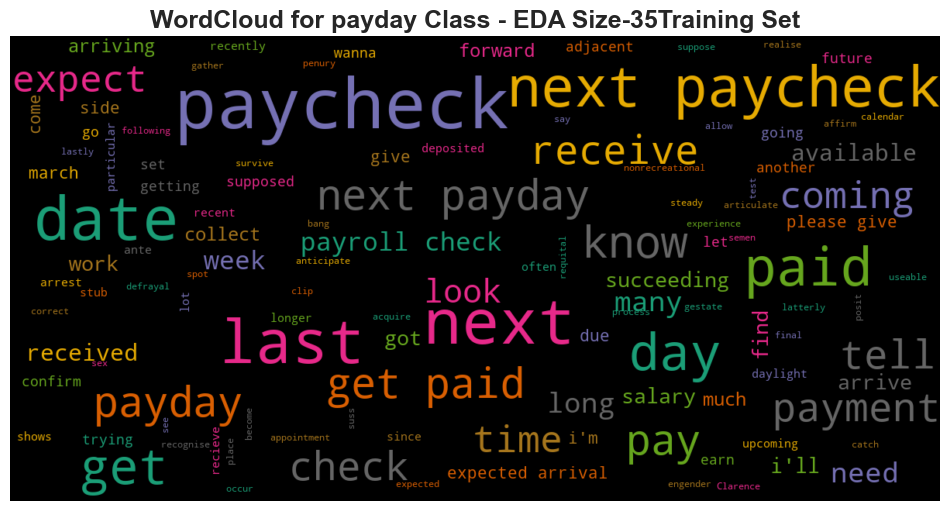 WordCloud for payday Class - EDA Size-35Training Set
arriving recently wanna forward adjacent suppose realise
expect gather penury future
paycheck next paycheck
come side go following say allow affirm calendar
lastly particular receive going available
march set survive give deposited nonrecreational another
getting supposed next payday test steady articulate coming
date recent bang experience please give
collect payroll check know let semen
ante week anticipate often requital
work spot succeeding paid useable
arrest stub defrayal lot clip look many gestate latterly posit
correct longer acquire next process find final
last got due day tell
received sex daylight
confirm get paid long salary much arrive
payday payment
shows trying see recognise become suss since time i'm pay upcoming catch
get recieve place appointment earn i'll need
check expected arrival
occur expected engender Clarence